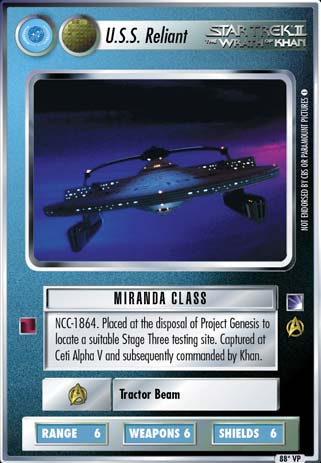 U.S.S. Reliant
STAR TREK II
THE WRATH OF KHAN
NOT ENDORSED BY CBS OR PARAMOUNT PICTURES
MIRANDA CLASS
NCC-1864. Placed at the disposal of Project Genesis to
locate a suitable Stage Three testing site. Captured at
Ceti Alpha V and subsequently commanded by Khan.
Tractor Beam
RANGE 6 WEAPONS 6 SHIELDS 6
88* VP